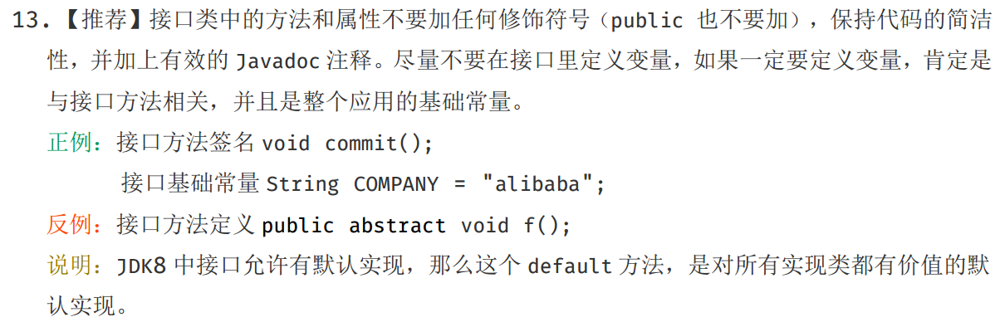 13.【推荐】接口类中的方法和属性不要加任何修饰符号（public 也不要加），保持代码的简洁
性，并加上有效的 Javadoc 注释。尽量不要在接口里定义变量，如果一定要定义变量，肯定是
与接口方法相关，并且是整个应用的基础常量。
正例：接口方法签名 void commit();
接口基础常量 String COMPANY = "alibaba";
反例：接口方法定义 public abstract void f();
说明：JDK8 中接口允许有默认实现，那么这个 default 方法，是对所有实现类都有价值的默
认实现。